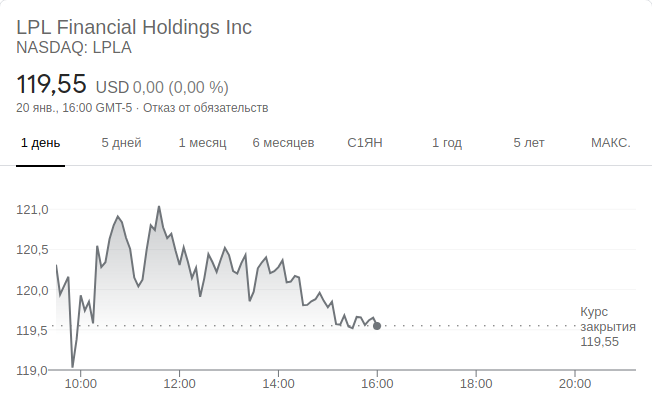 LPL Financial Holdings Inc
NASDAQ: LPLA
119,55 USD 0,00 (0,00 %)
20 янв., 16:00 GMT-5 · Отказ от обязательств
1 день 5 дней 1 месяц 6 месяцев С1ЯН 1 год 5 лет МАКС.
121,0
120,5
120,0
119,5
119,0
Курс
закрытия
119,55
10:00 12:00 14:00 16:00 18:00 20:00